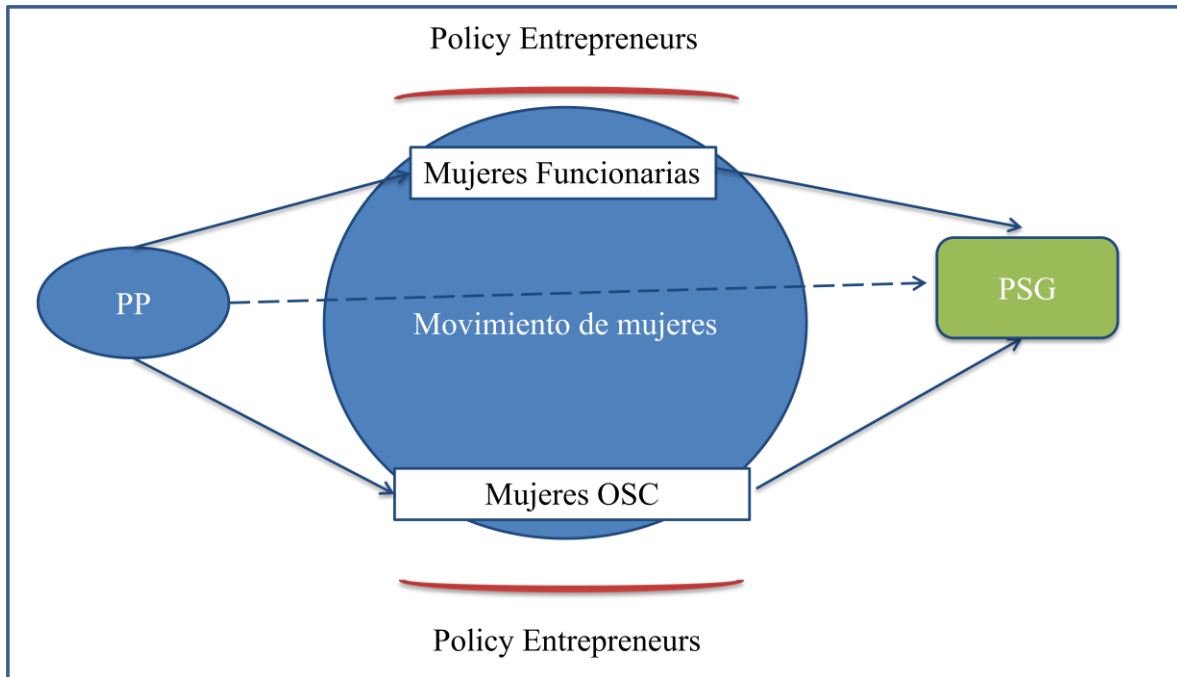 Policy Entrepreneurs
Mujeres Funcionarias
PP
PSG
Movimiento de mujeres
Mujeres OSC
Policy Entrepreneurs